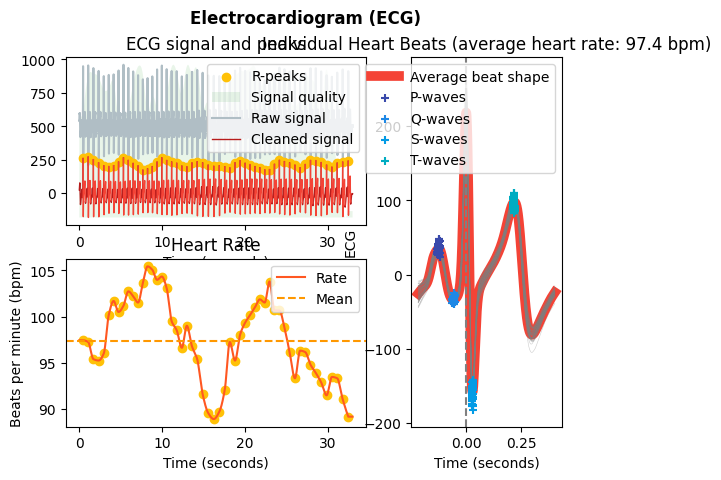 Electrocardiogram (ECG)
ECG signal and peaks
Individual Heart Beats (average heart rate: 97.4 bpm)
1000
750
500
250
0
R-peaks
Signal quality
Raw signal
Cleaned signal
0
10
20
30
Heart Rate
105
100
95
90
Beats per minute (bpm)
Rate
Mean
0
10
20
30
Time (seconds)
ECG
200
100
0
−100
−200
Average beat shape
P-waves
Q-waves
S-waves
T-waves
0.00
0.25
Time (seconds)